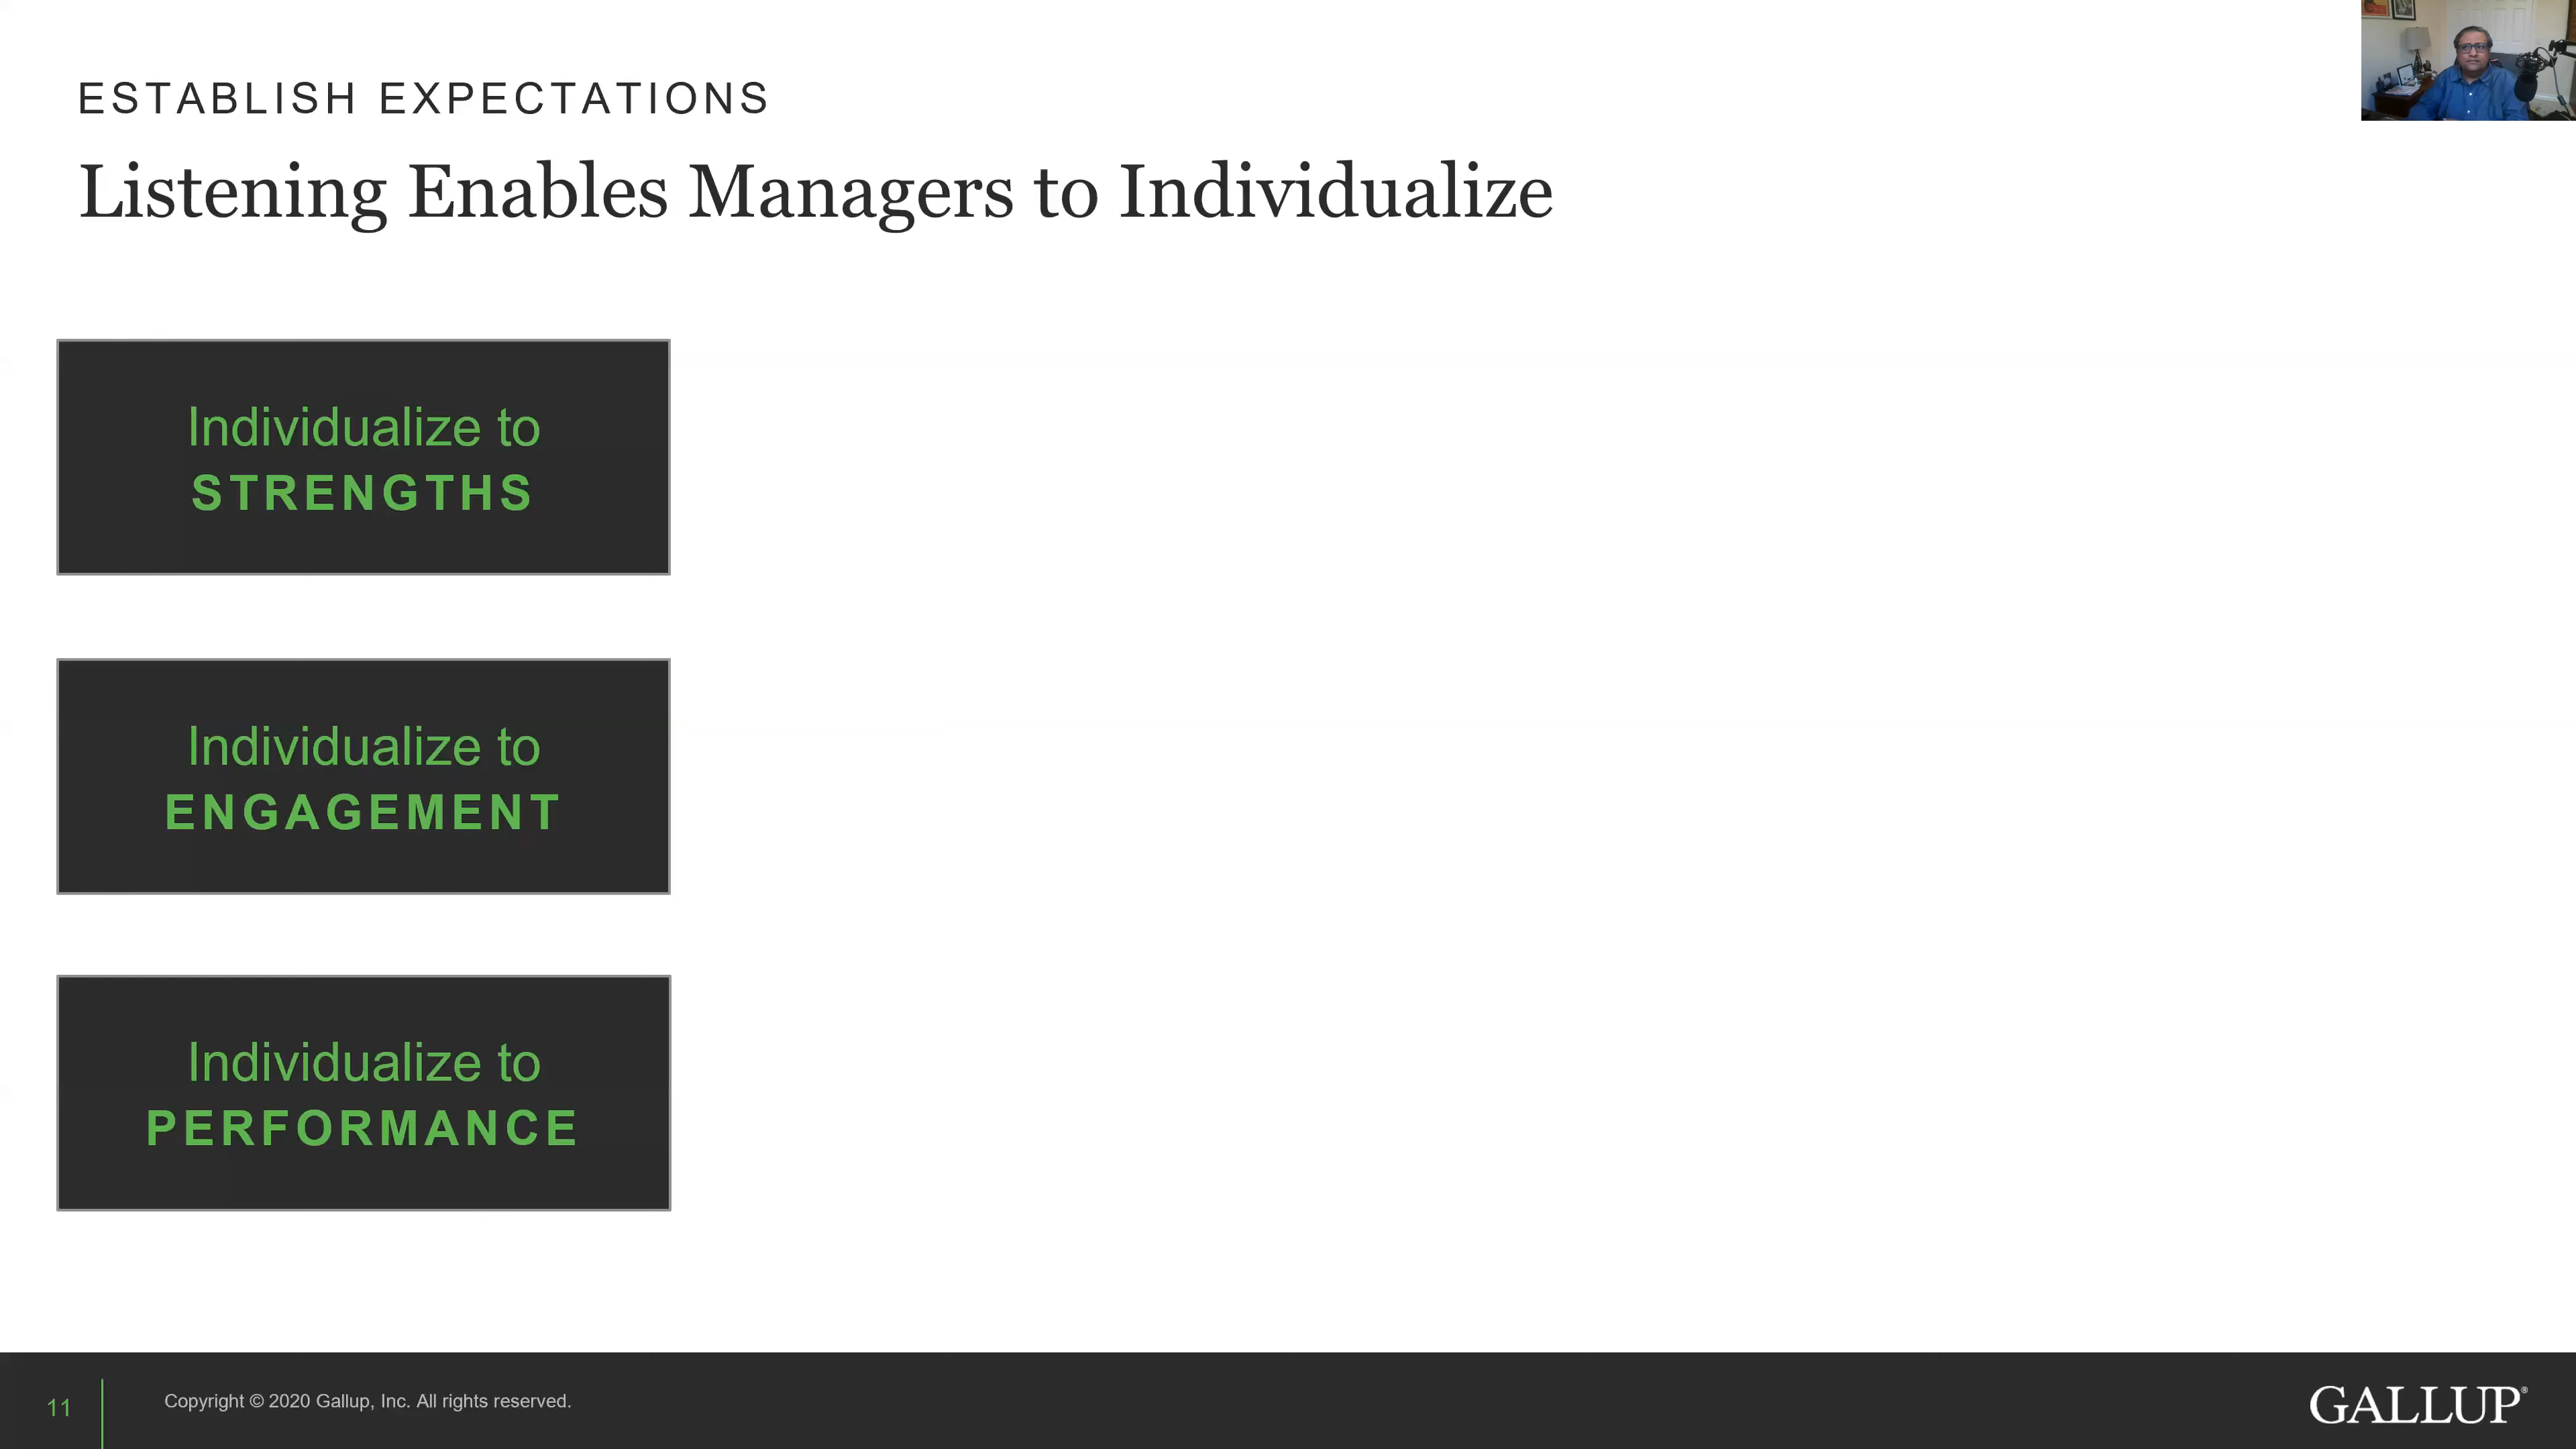 ESTABLISH EXPECTATIONS
Listening Enables Managers to Individualize
Individualize to
STRENGTHS
Individualize to
ENGAGEMENT
Individualize to
PERFORMANCE
11
Copyright © 2020 Gallup, Inc. All rights reserved.
GALLUP®